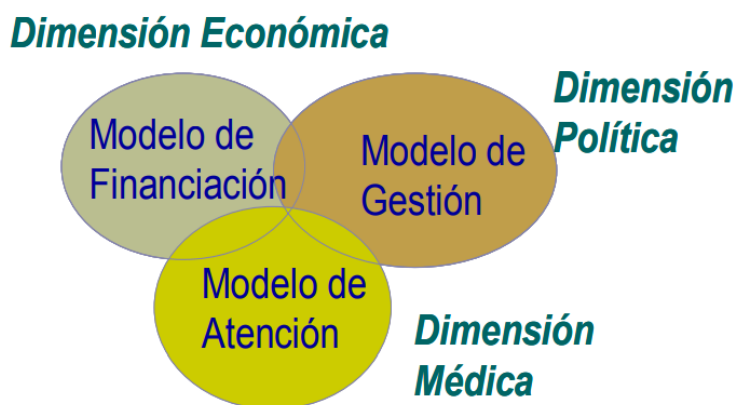 Dimensión Económica
Dimensión
Política
Modelo de
Financiación
Modelo de
Gestión
Modelo de
Atención
Dimensión
Médica